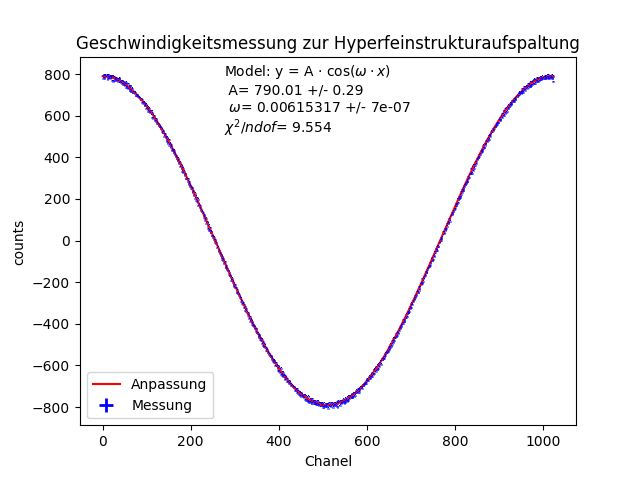 Geschwindigkeitsmessung zur Hyperfeinstrukturaufspaltung
Model: y = A · cos(ω · x)
A= 790.01 +/- 0.29
ω= 0.00615317 +/- 7e-07
χ²/ndof= 9.554
800
600
400
200
0
−200
−400
−600
−800
counts
Anpassung
Messung
0 200 400 600 800 1000
Chanel